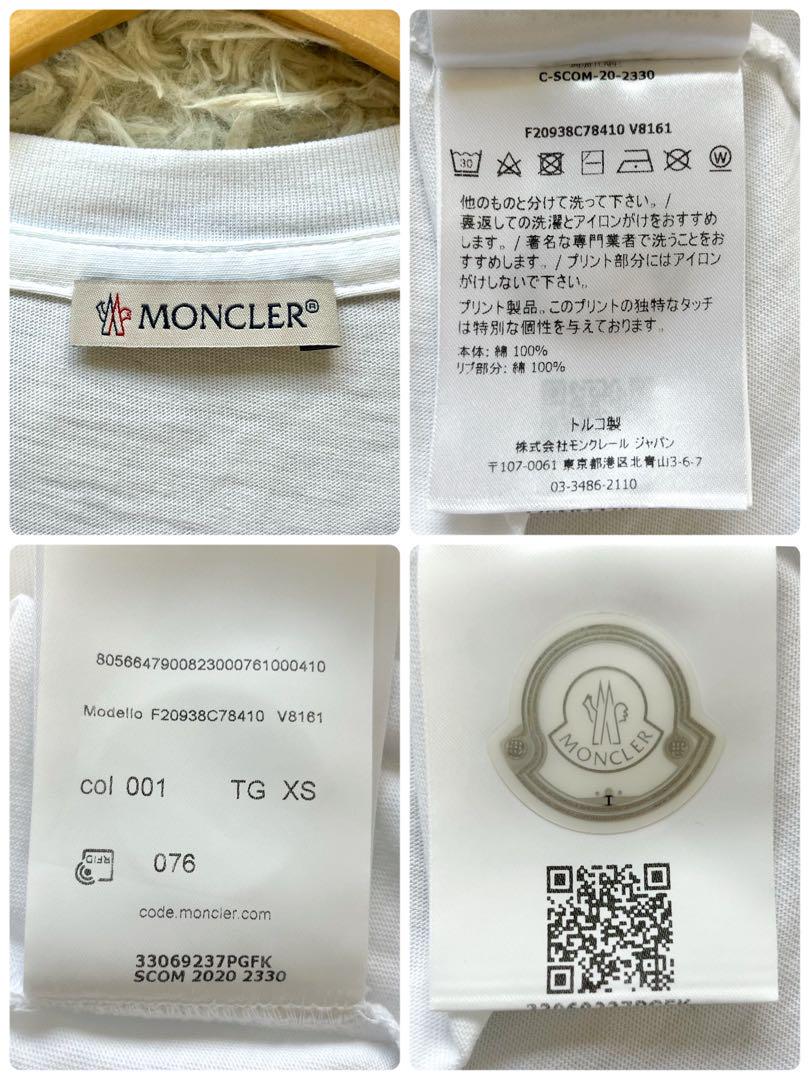 MONCLER®
C-SCOM-20-2330
F20938C78410 V8161
30
W
他のものと分けて洗って下さい。/
裏返しての洗濯とアイロンがけをおすすめ
します。/ 著名な専門業者で洗うことをお
すすめします。/ プリント部分にはアイロン
がけしないで下さい。
プリント製品。このプリントの独特なタッチ
は特別な個性を与えております。
本体: 綿 100%
リブ部分: 綿 100%
トルコ製
株式会社モンクレール ジャパン
〒107-0061 東京都港区北青山3-6-7
03-3486-2110
8056647900823000761000410
Modello F20938C78410 V8161
col 001 TG XS
RFID 076
code.moncler.com
33069237PGFK
SCOM 2020 2330
MONCLER
I
33069237PGFK